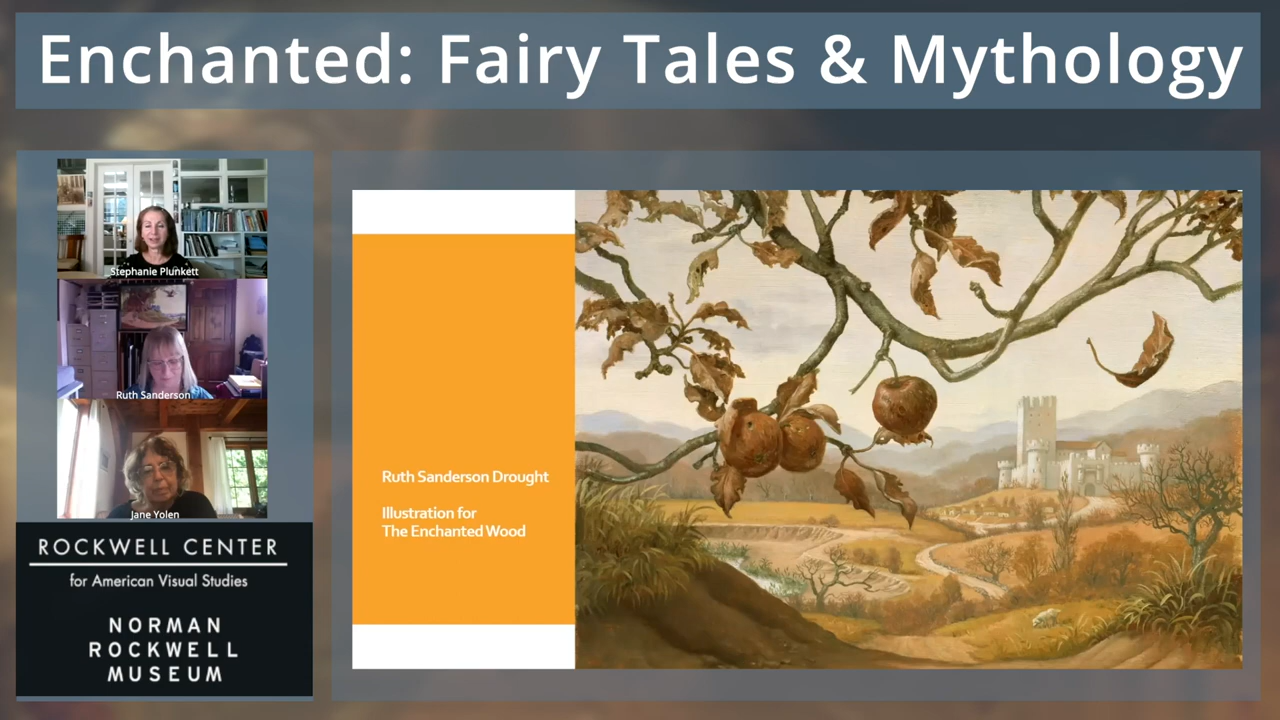 Enchanted: Fairy Tales & Mythology
Stephanie Plunkett
Ruth Sanderson
Jane Yolen
ROCKWELL CENTER
for American Visual Studies
NORMAN
ROCKWELL
MUSEUM
Ruth Sanderson Drought
Illustration for
The Enchanted Wood